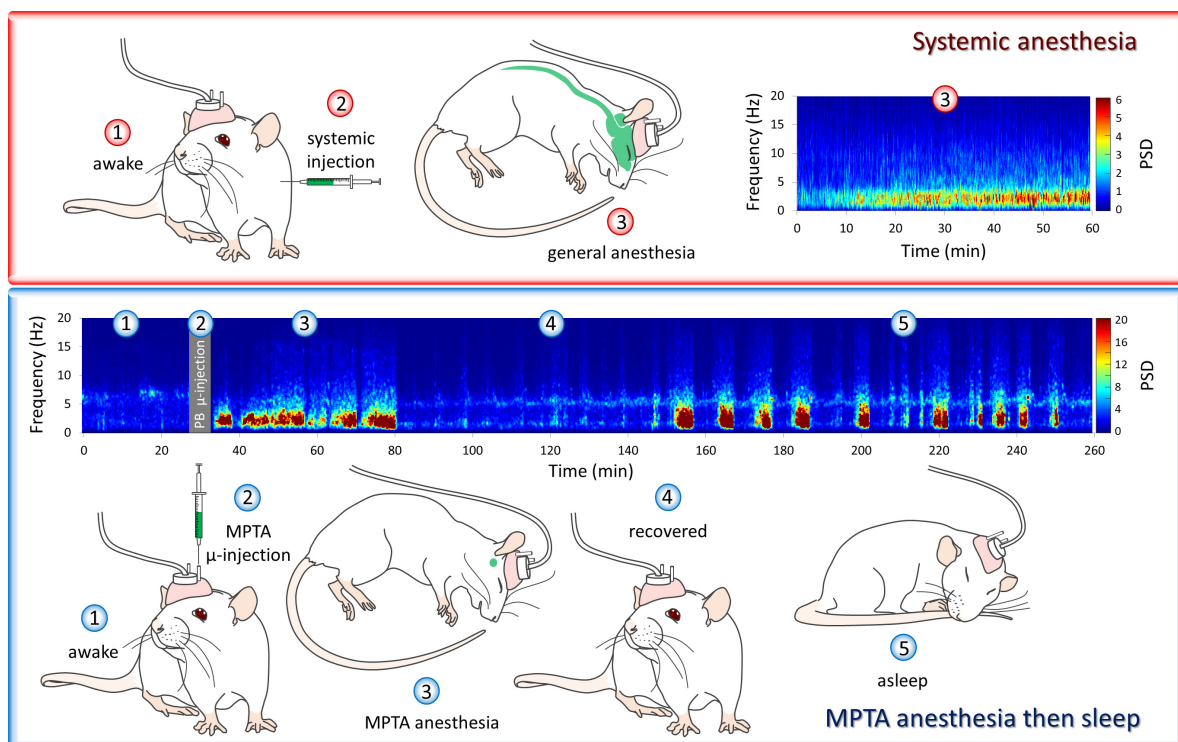 Systemic anesthesia
1
awake
2
systemic
injection
3
general anesthesia
3
Frequency (Hz)
20
15
10
5
0
0 10 20 30 40 50 60
Time (min)
6
5
4
3
2
1
0
PSD
1 2 3 4 5
Frequency (Hz)
20
15
10
5
0
PB µ-injection
0 20 40 60 80 100 120 140 160 180 200 220 240 260
Time (min)
20
16
12
8
4
0
PSD
1
awake
2
MPTA
µ-injection
3
MPTA anesthesia
4
recovered
5
asleep
MPTA anesthesia then sleep